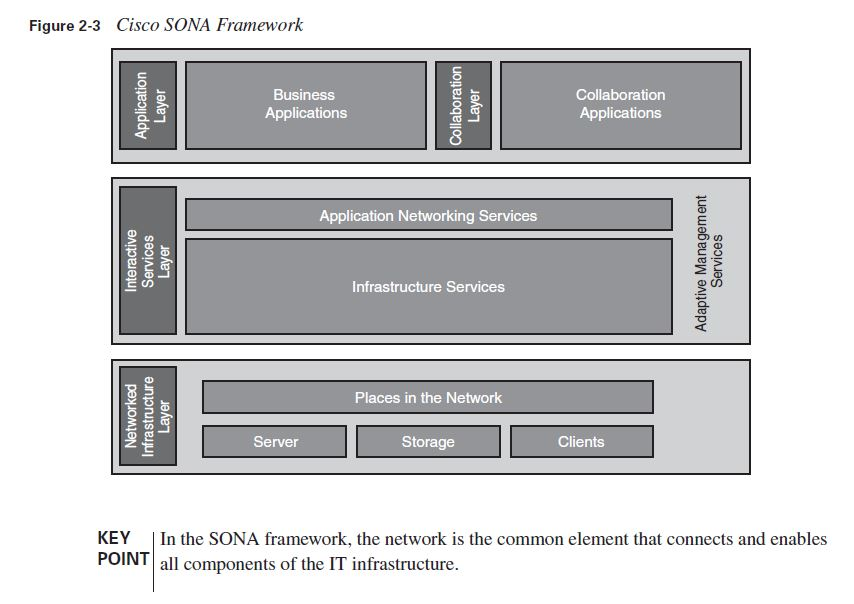 Figure 2-3 Cisco SONA Framework
Application
Layer
Business
Applications
Collaboration
Layer
Collaboration
Applications
Interactive
Services
Layer
Application Networking Services
Infrastructure Services
Adaptive Management
Services
Networked
Infrastructure
Layer
Places in the Network
Server
Storage
Clients
KEY
POINT
In the SONA framework, the network is the common element that connects and enables
all components of the IT infrastructure.